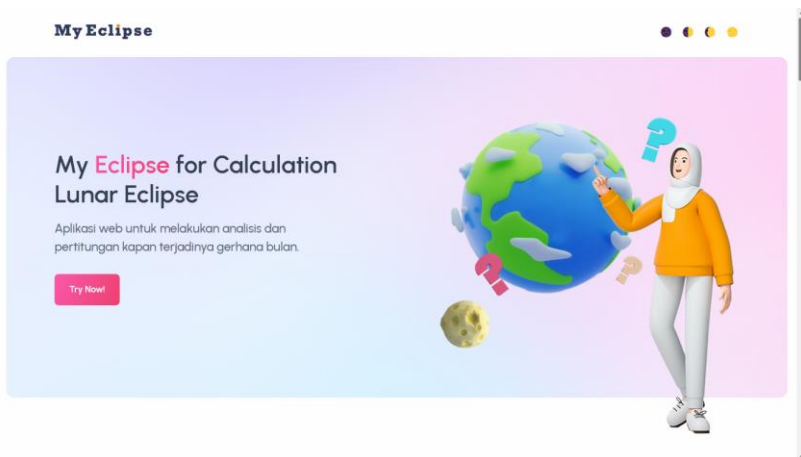 My Eclipse
My Eclipse for Calculation
Lunar Eclipse
Aplikasi web untuk melakukan analisis dan
pertitungan kapan terjadinya gerhana bulan.
Try Now!
?
?
?